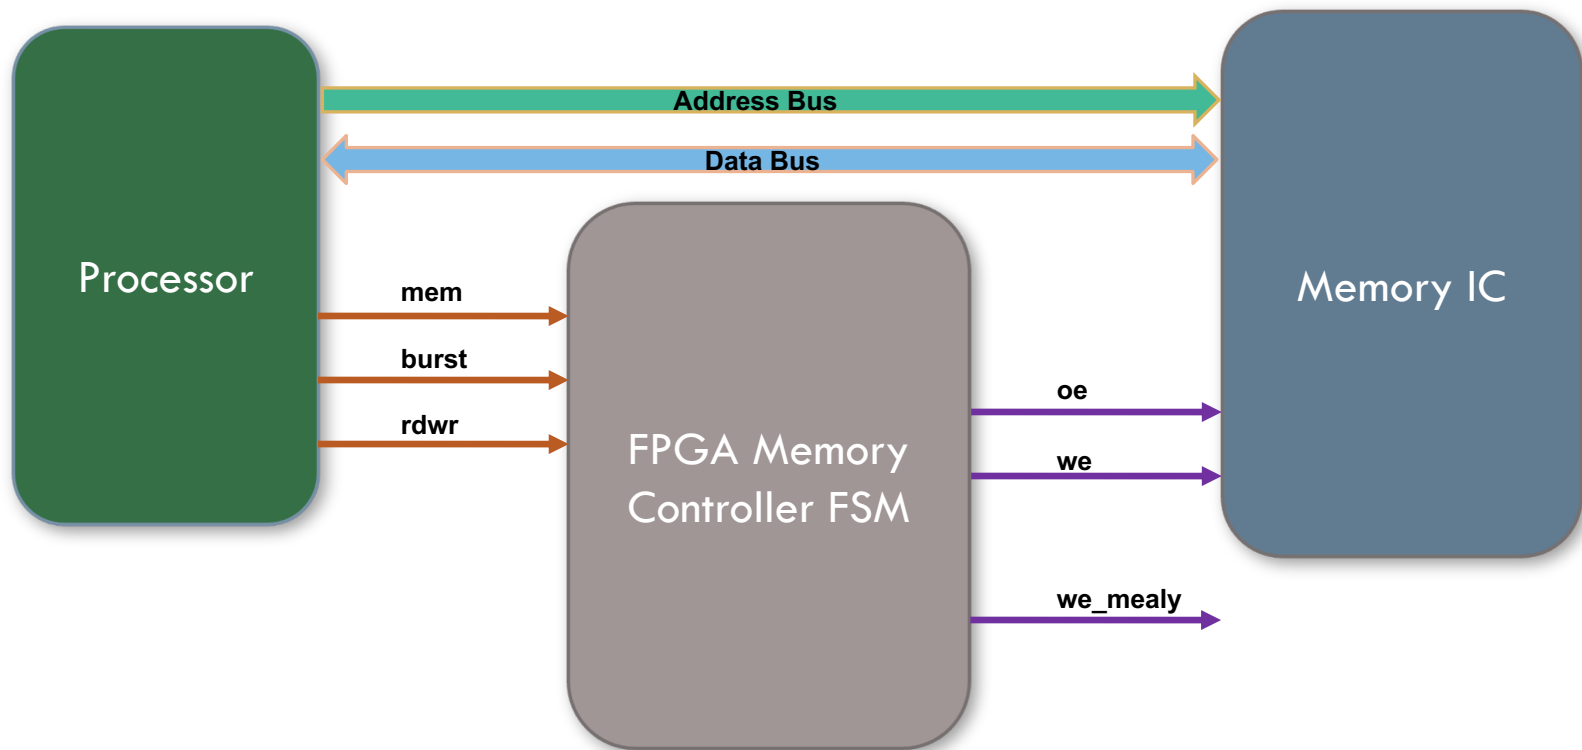 Address Bus
Data Bus
Processor
mem
burst
rdwr
FPGA Memory
Controller FSM
oe
we
we_mealy
Memory IC